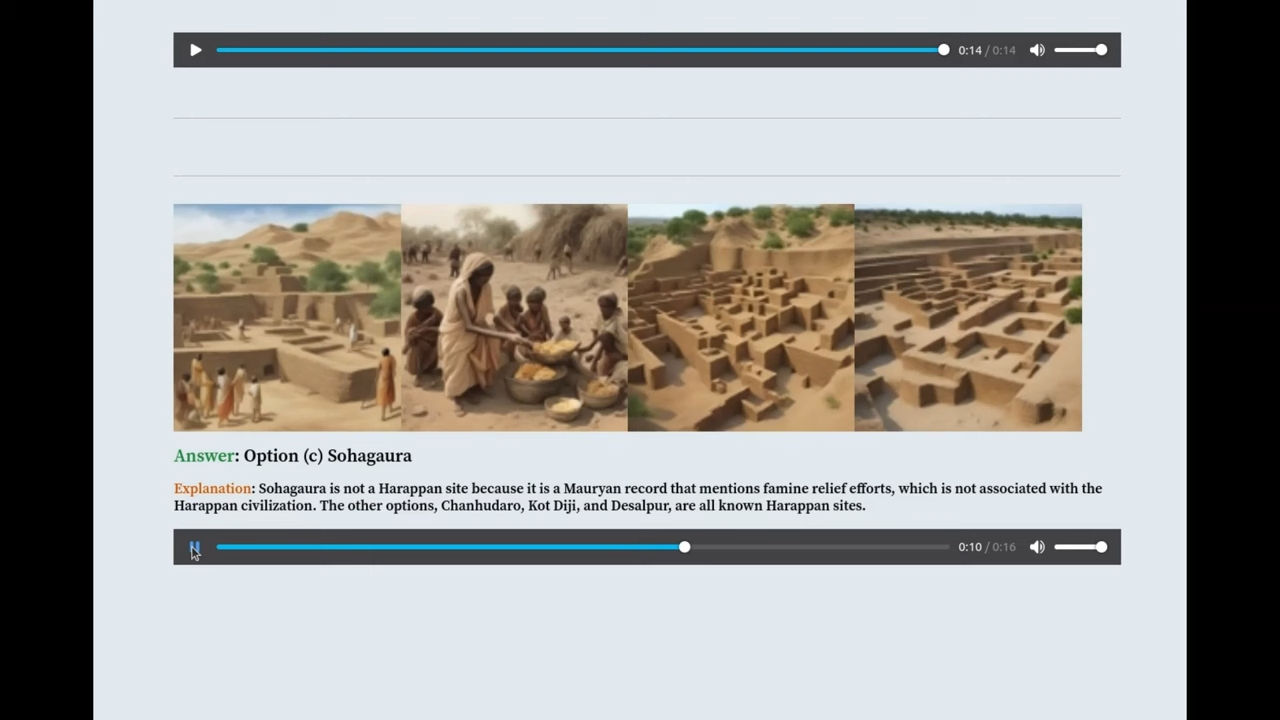 0:14 / 0:14
Answer: Option (c) Sohagaura
Explanation: Sohagaura is not a Harappan site because it is a Mauryan record that mentions famine relief efforts, which is not associated with the
Harappan civilization. The other options, Chanhudaro, Kot Diji, and Desalpur, are all known Harappan sites.
0:10 / 0:16